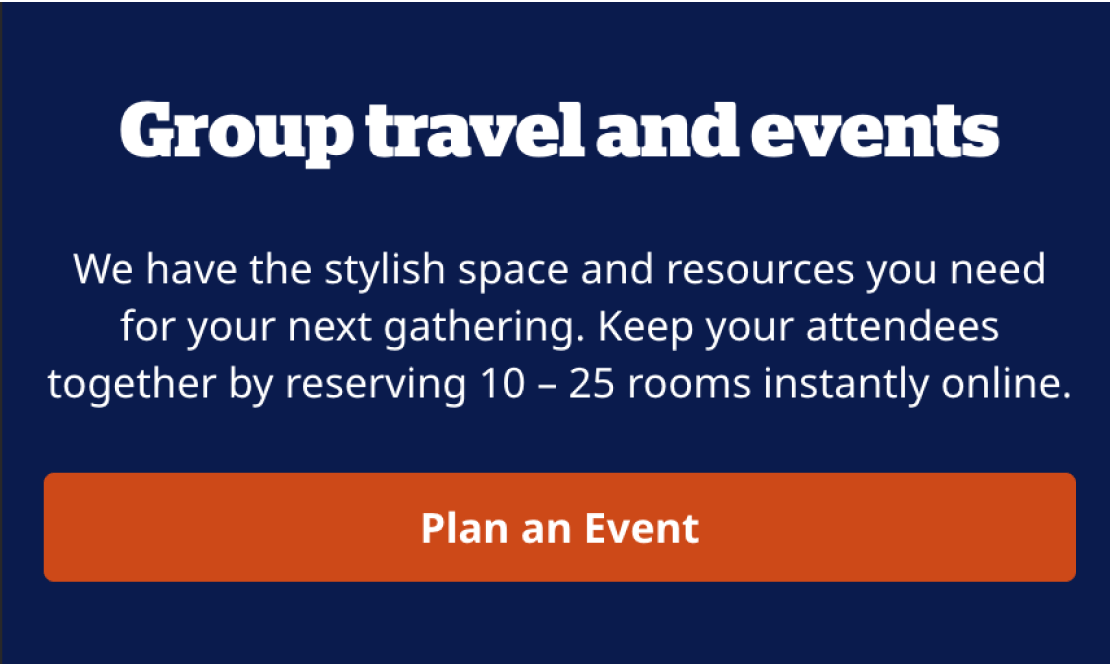 Group travel and events
We have the stylish space and resources you need
for your next gathering. Keep your attendees
together by reserving 10 – 25 rooms instantly online.
Plan an Event